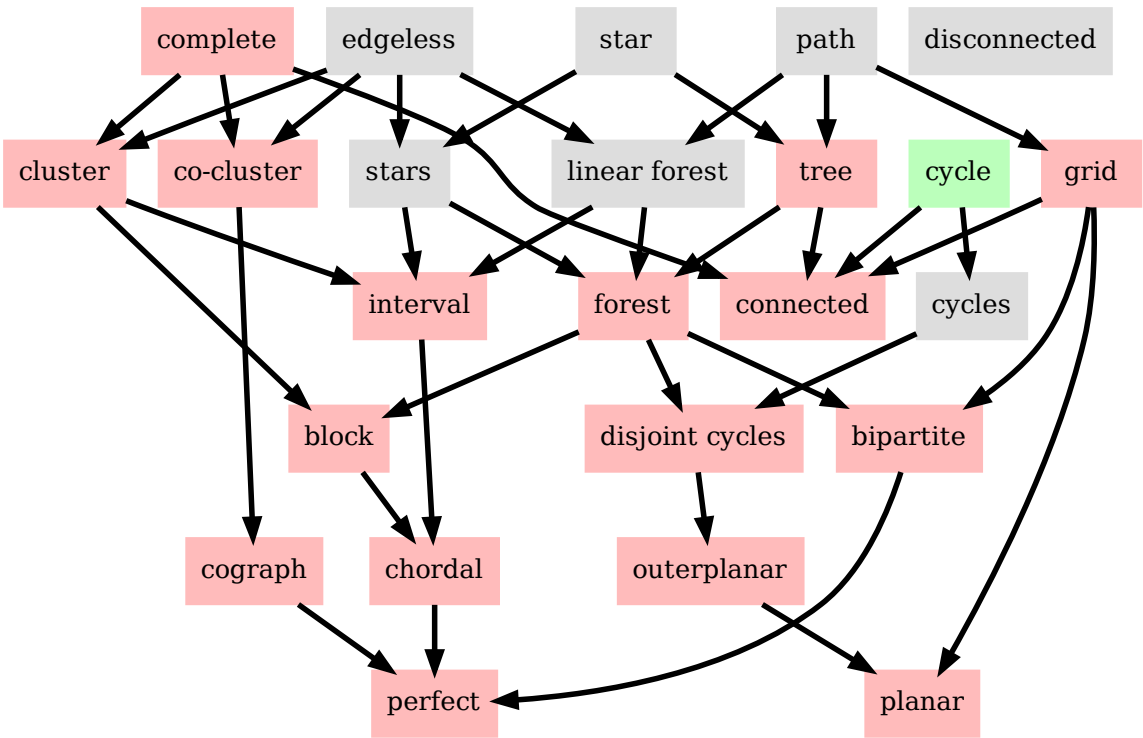 complete
edgeless
star
path
disconnected
cluster
co-cluster
stars
linear forest
tree
cycle
grid
interval
forest
connected
cycles
block
disjoint cycles
bipartite
cograph
chordal
outerplanar
perfect
planar